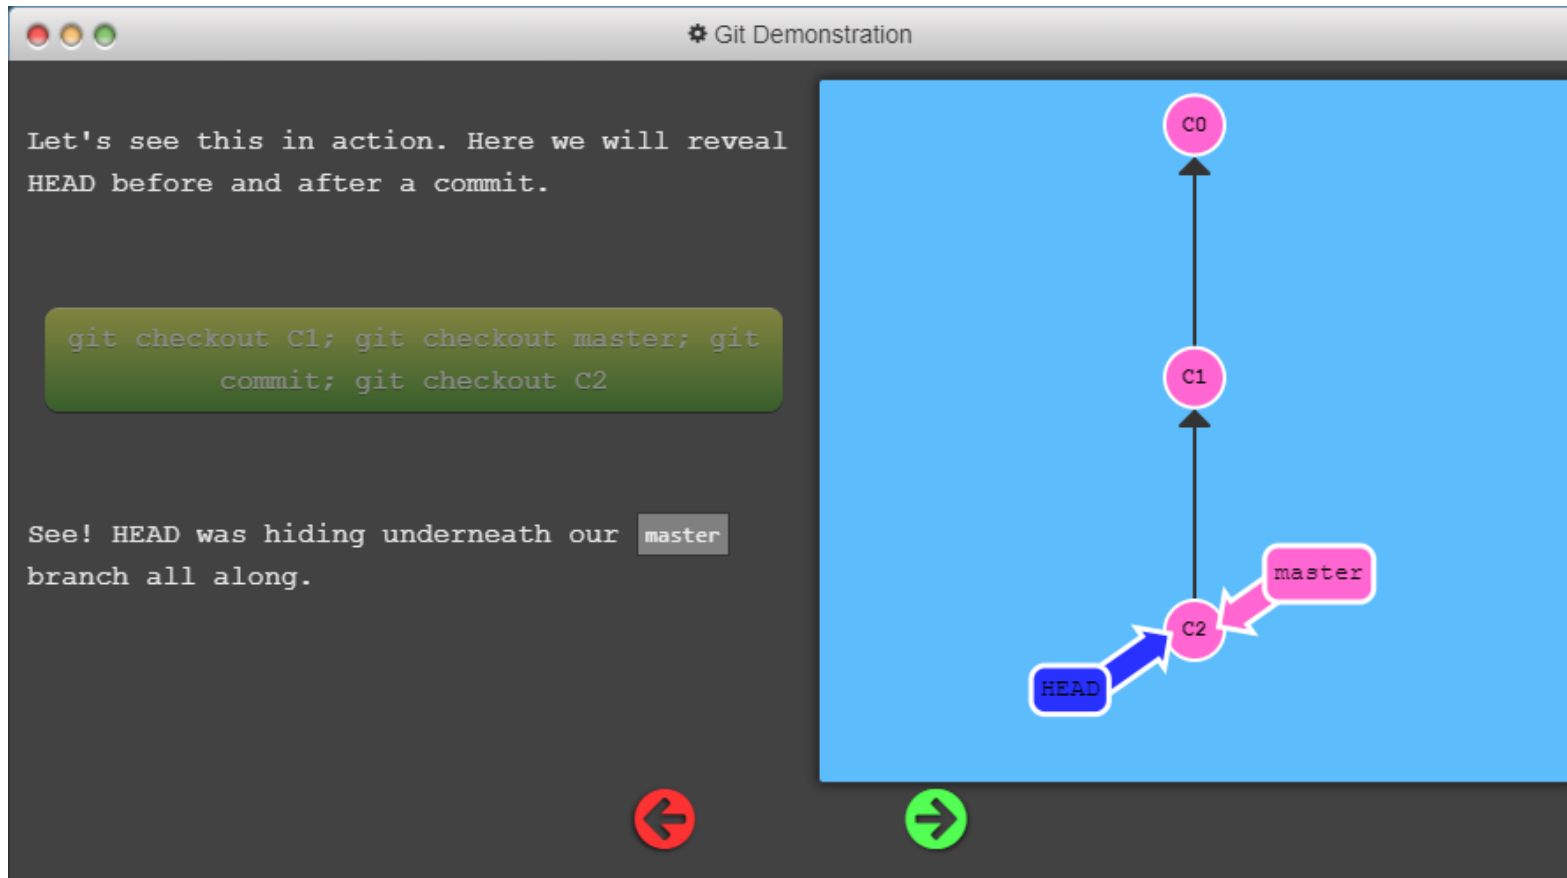 Git Demonstration
Let's see this in action. Here we will reveal
HEAD before and after a commit.
git checkout C1; git checkout master; git
commit; git checkout C2
See! HEAD was hiding underneath our master
branch all along.
C0
C1
master
C2
HEAD